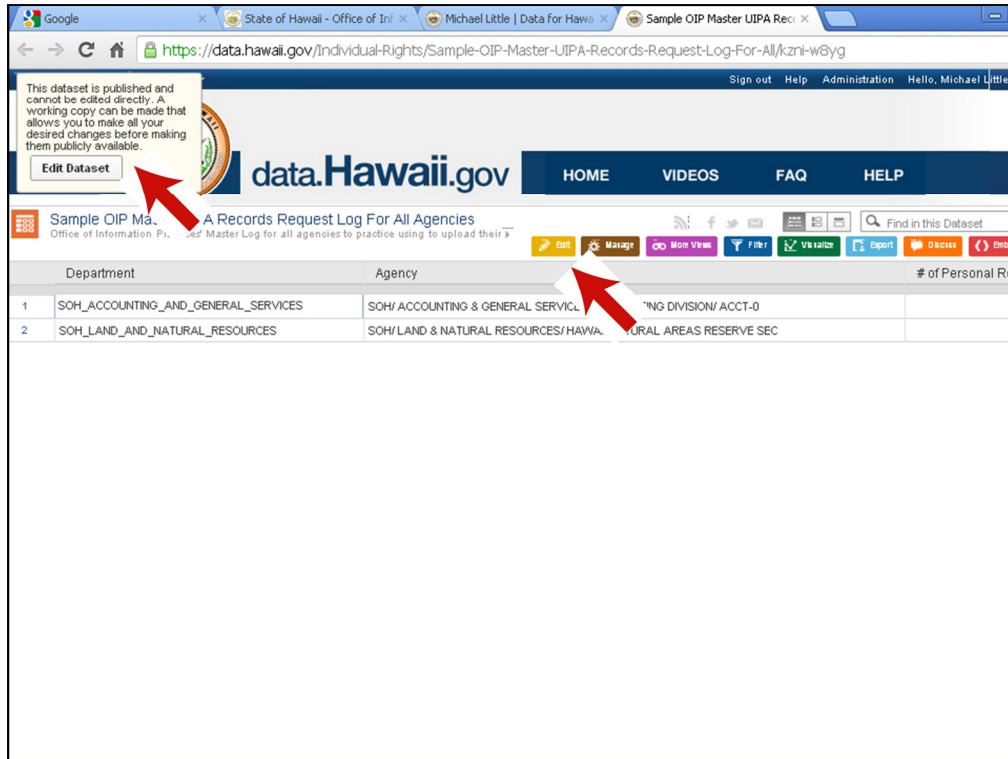 Google
State of Hawaii - Office of Inf
Michael Little | Data for Hawa
Sample OIP Master UIPA Rec
https://data.hawaii.gov/Individual-Rights/Sample-OIP-Master-UIPA-Records-Request-Log-For-All/kzni-w8yg
Sign out Help Administration Hello, Michael Little
This dataset is published and
cannot be edited directly. A
working copy can be made that
allows you to make all your
desired changes before making
them publicly available.
Edit Dataset
data.Hawaii.gov
HOME VIDEOS FAQ HELP
Sample OIP Ma A Records Request Log For All Agencies
Office of Information Pr es' Master Log for all agencies to practice using to upload their
Find in this Dataset
Edit Manage More Views Filter Visualize Export Discuss Emb
Department Agency # of Personal Re
1 SOH_ACCOUNTING_AND_GENERAL_SERVICES SOH/ ACCOUNTING & GENERAL SERVIC TING DIVISION/ ACCT-0
2 SOH_LAND_AND_NATURAL_RESOURCES SOH/ LAND & NATURAL RESOURCES/ HAWA TURAL AREAS RESERVE SEC